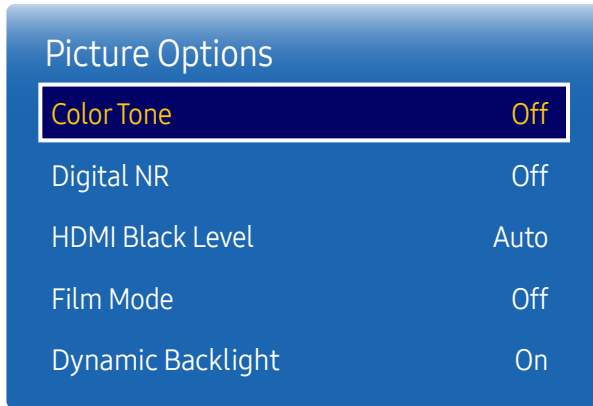 Picture Options
Color Tone Off
Digital NR Off
HDMI Black Level Auto
Film Mode Off
Dynamic Backlight On